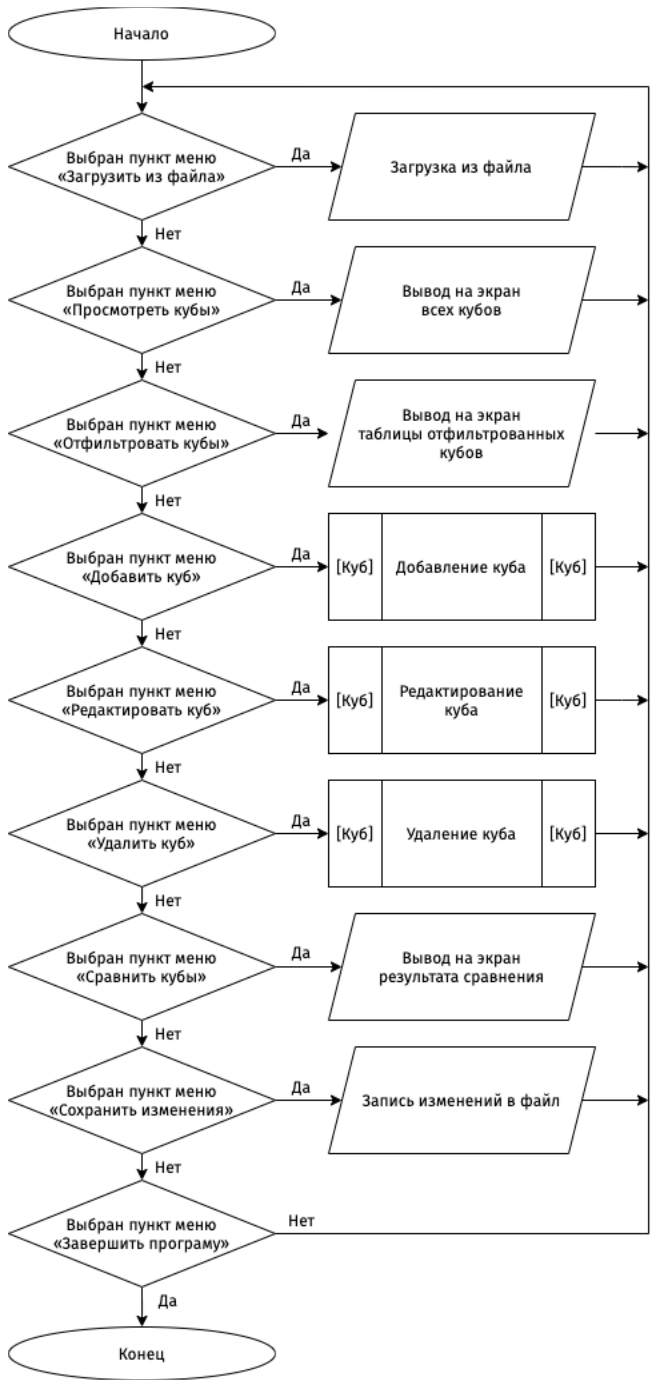 Начало
Выбран пункт меню
«Загрузить из файла»
Да
Загрузка из файла
Нет
Выбран пункт меню
«Просмотреть кубы»
Да
Вывод на экран
всех кубов
Нет
Выбран пункт меню
«Отфильтровать кубы»
Да
Вывод на экран
таблицы отфильтрованных
кубов
Нет
Выбран пункт меню
«Добавить куб»
Да
[Куб]
Добавление куба
[Куб]
Нет
Выбран пункт меню
«Редактировать куб»
Да
[Куб]
Редактирование
куба
[Куб]
Нет
Выбран пункт меню
«Удалить куб»
Да
[Куб]
Удаление куба
[Куб]
Нет
Выбран пункт меню
«Сравнить кубы»
Да
Вывод на экран
результата сравнения
Нет
Выбран пункт меню
«Сохранить изменения»
Да
Запись изменений в файл
Нет
Выбран пункт меню
«Завершить програму»
Нет
Да
Конец